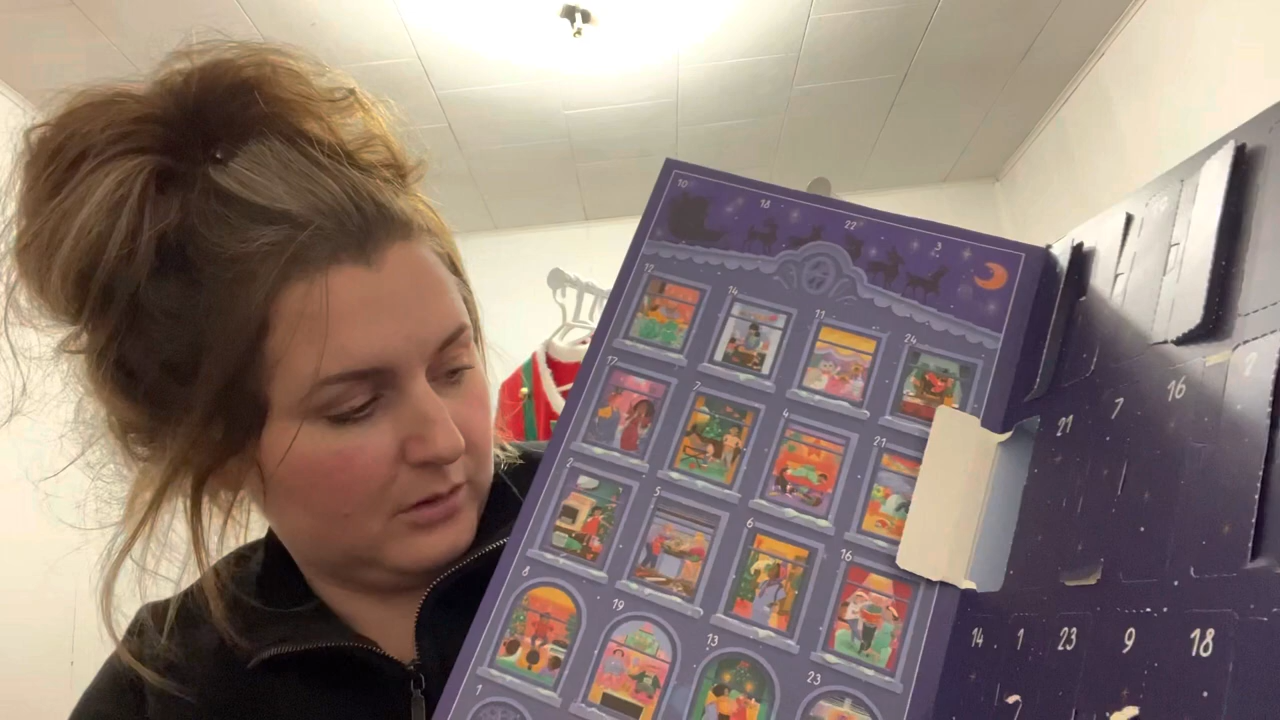 10 18 22 3
12 14 11 24
17 7 4 21
2 5 6 16
8 19 13 23
1
21 7 16 2
14 1 23 9 18